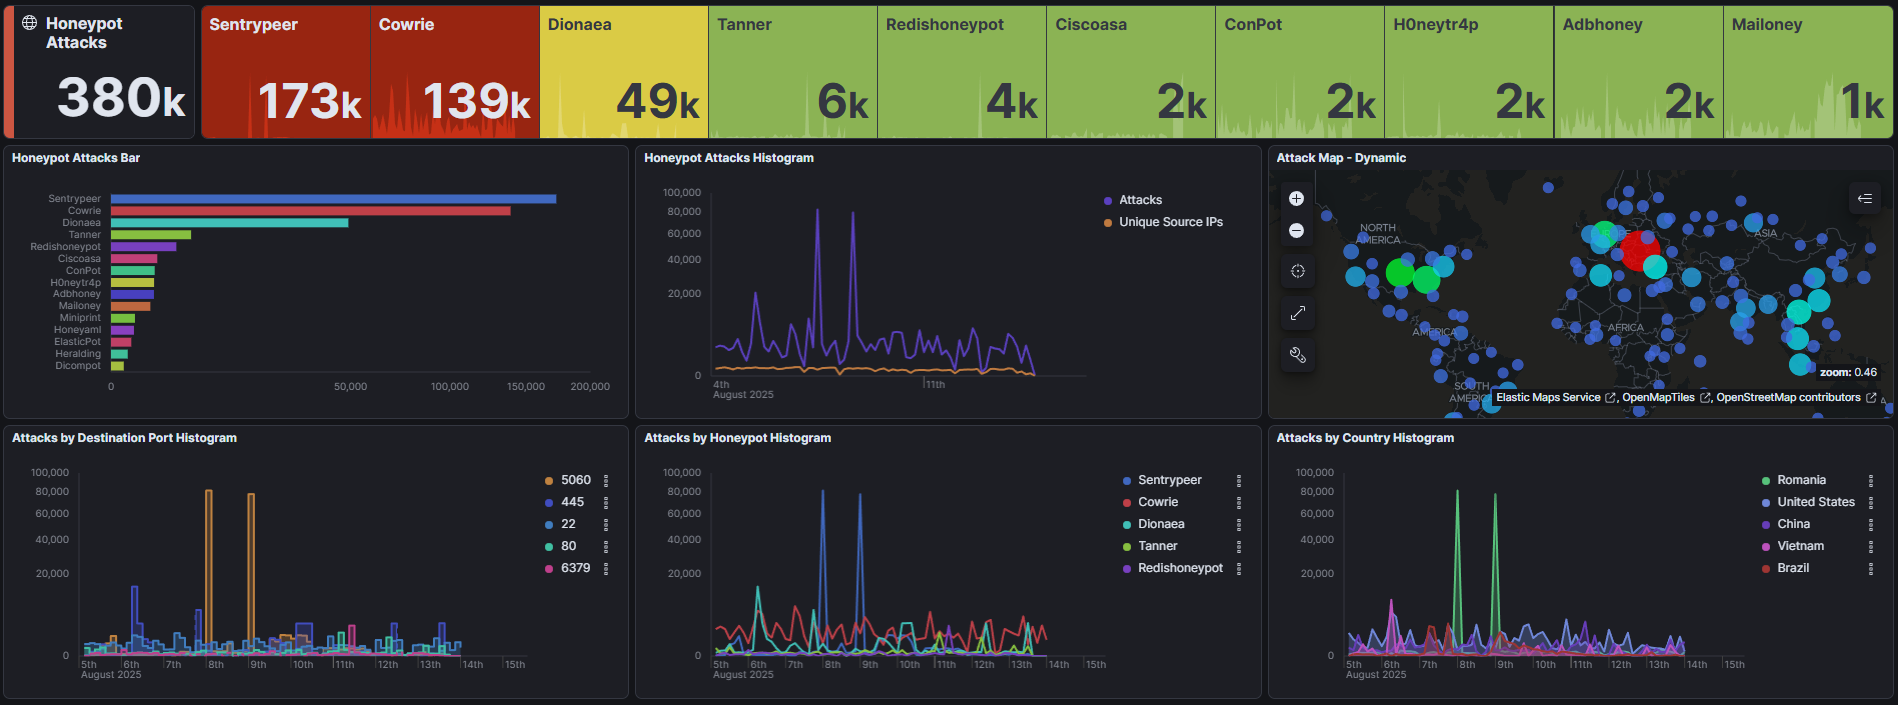 Honeypot
Attacks
380k
Sentrypeer
173k
Cowrie
139k
Dionaea
49k
Tanner
6k
Redishoneypot
4k
Ciscoasa
2k
ConPot
2k
H0neytr4p
2k
Adbhoney
2k
Mailoney
1k
Honeypot Attacks Bar
Sentrypeer
Cowrie
Dionaea
Tanner
Redishoneypot
Ciscoasa
ConPot
H0neytr4p
Adbhoney
Mailoney
Miniprint
Honeyaml
ElasticPot
Heralding
Dicompot
0 50,000 100,000 150,000 200,000
Honeypot Attacks Histogram
100,000
80,000
60,000
40,000
20,000
0
4th 11th
August 2025
Attacks
Unique Source IPs
Attack Map - Dynamic
NORTH
AMERICA
ASIA
AFRICA
AMERICA
SOUTH
AMERIC
zoom: 0.46
Elastic Maps Service , OpenMapTiles , OpenStreetMap contributors
Attacks by Destination Port Histogram
100,000
80,000
60,000
40,000
20,000
0
5th 6th 7th 8th 9th 10th 11th 12th 13th 14th 15th
August 2025
5060
445
22
80
6379
Attacks by Honeypot Histogram
100,000
80,000
60,000
40,000
20,000
0
5th 6th 7th 8th 9th 10th 11th 12th 13th 14th 15th
August 2025
Sentrypeer
Cowrie
Dionaea
Tanner
Redishoneypot
Attacks by Country Histogram
100,000
80,000
60,000
40,000
20,000
0
5th 6th 7th 8th 9th 10th 11th 12th 13th 14th 15th
August 2025
Romania
United States
China
Vietnam
Brazil